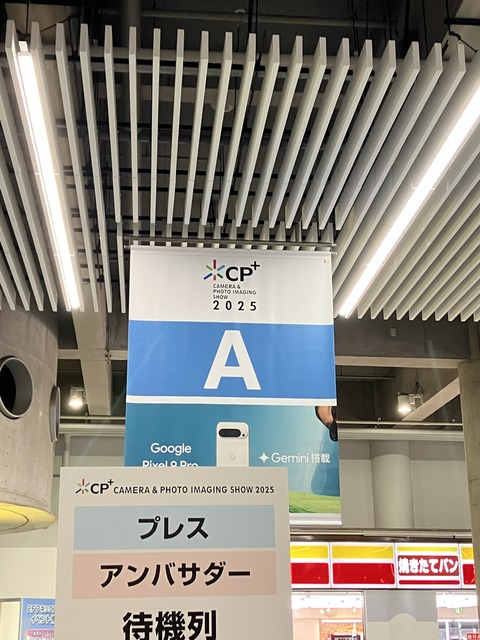 CP+
CAMERA &
PHOTO IMAGING
SHOW
2025
A
Google
Pixel 9 Pro
Gemini 搭載
CP+ CAMERA & PHOTO IMAGING SHOW 2025
プレス
アンバサダー
待機列
焼きたてパン